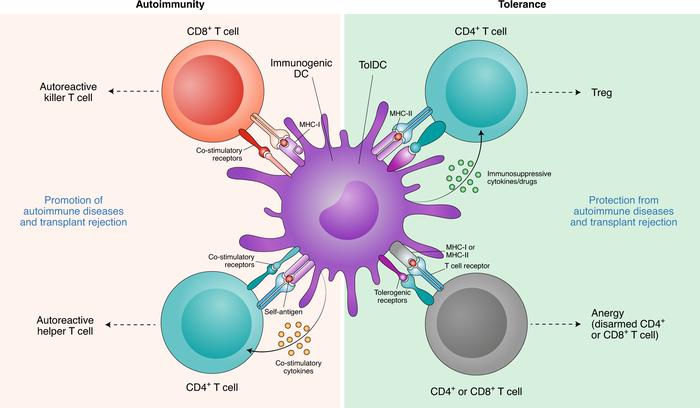 Autoimmunity
Tolerance
CD8⁺ T cell
CD4⁺ T cell
Immunogenic
DC
TolDC
Autoreactive
killer T cell
Treg
MHC-I
MHC-II
Co-stimulatory
receptors
Immunosuppressive
cytokines/drugs
Promotion of
autoimmune diseases
and transplant rejection
Protection from
autoimmune diseases
and transplant rejection
Co-stimulatory
receptors
MHC-I or
MHC-II
T cell receptor
Tolerogenic
receptors
Self-antigen
Autoreactive
helper T cell
Anergy
(disarmed CD4⁺
or CD8⁺ T cell)
Co-stimulatory
cytokines
CD4⁺ T cell
CD4⁺ or CD8⁺ T cell